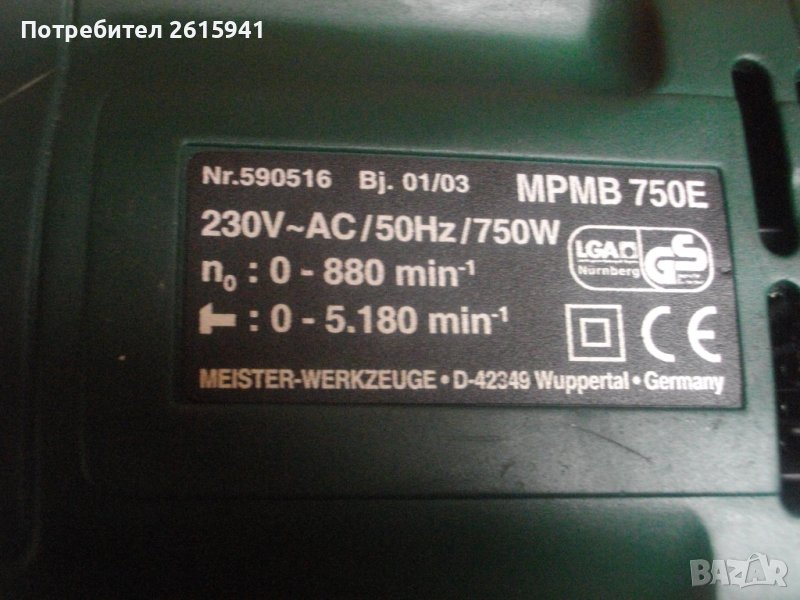 Потребител 2615941
Nr.590516 Bj. 01/03 MPMB 750E
230V~AC/50Hz/750W
LGA
Nürnberg
GS
n₀ : 0 - 880 min⁻¹
: 0 - 5.180 min⁻¹
CE
MEISTER-WERKZEUGE • D-42349 Wuppertal • Germany
BAZAR